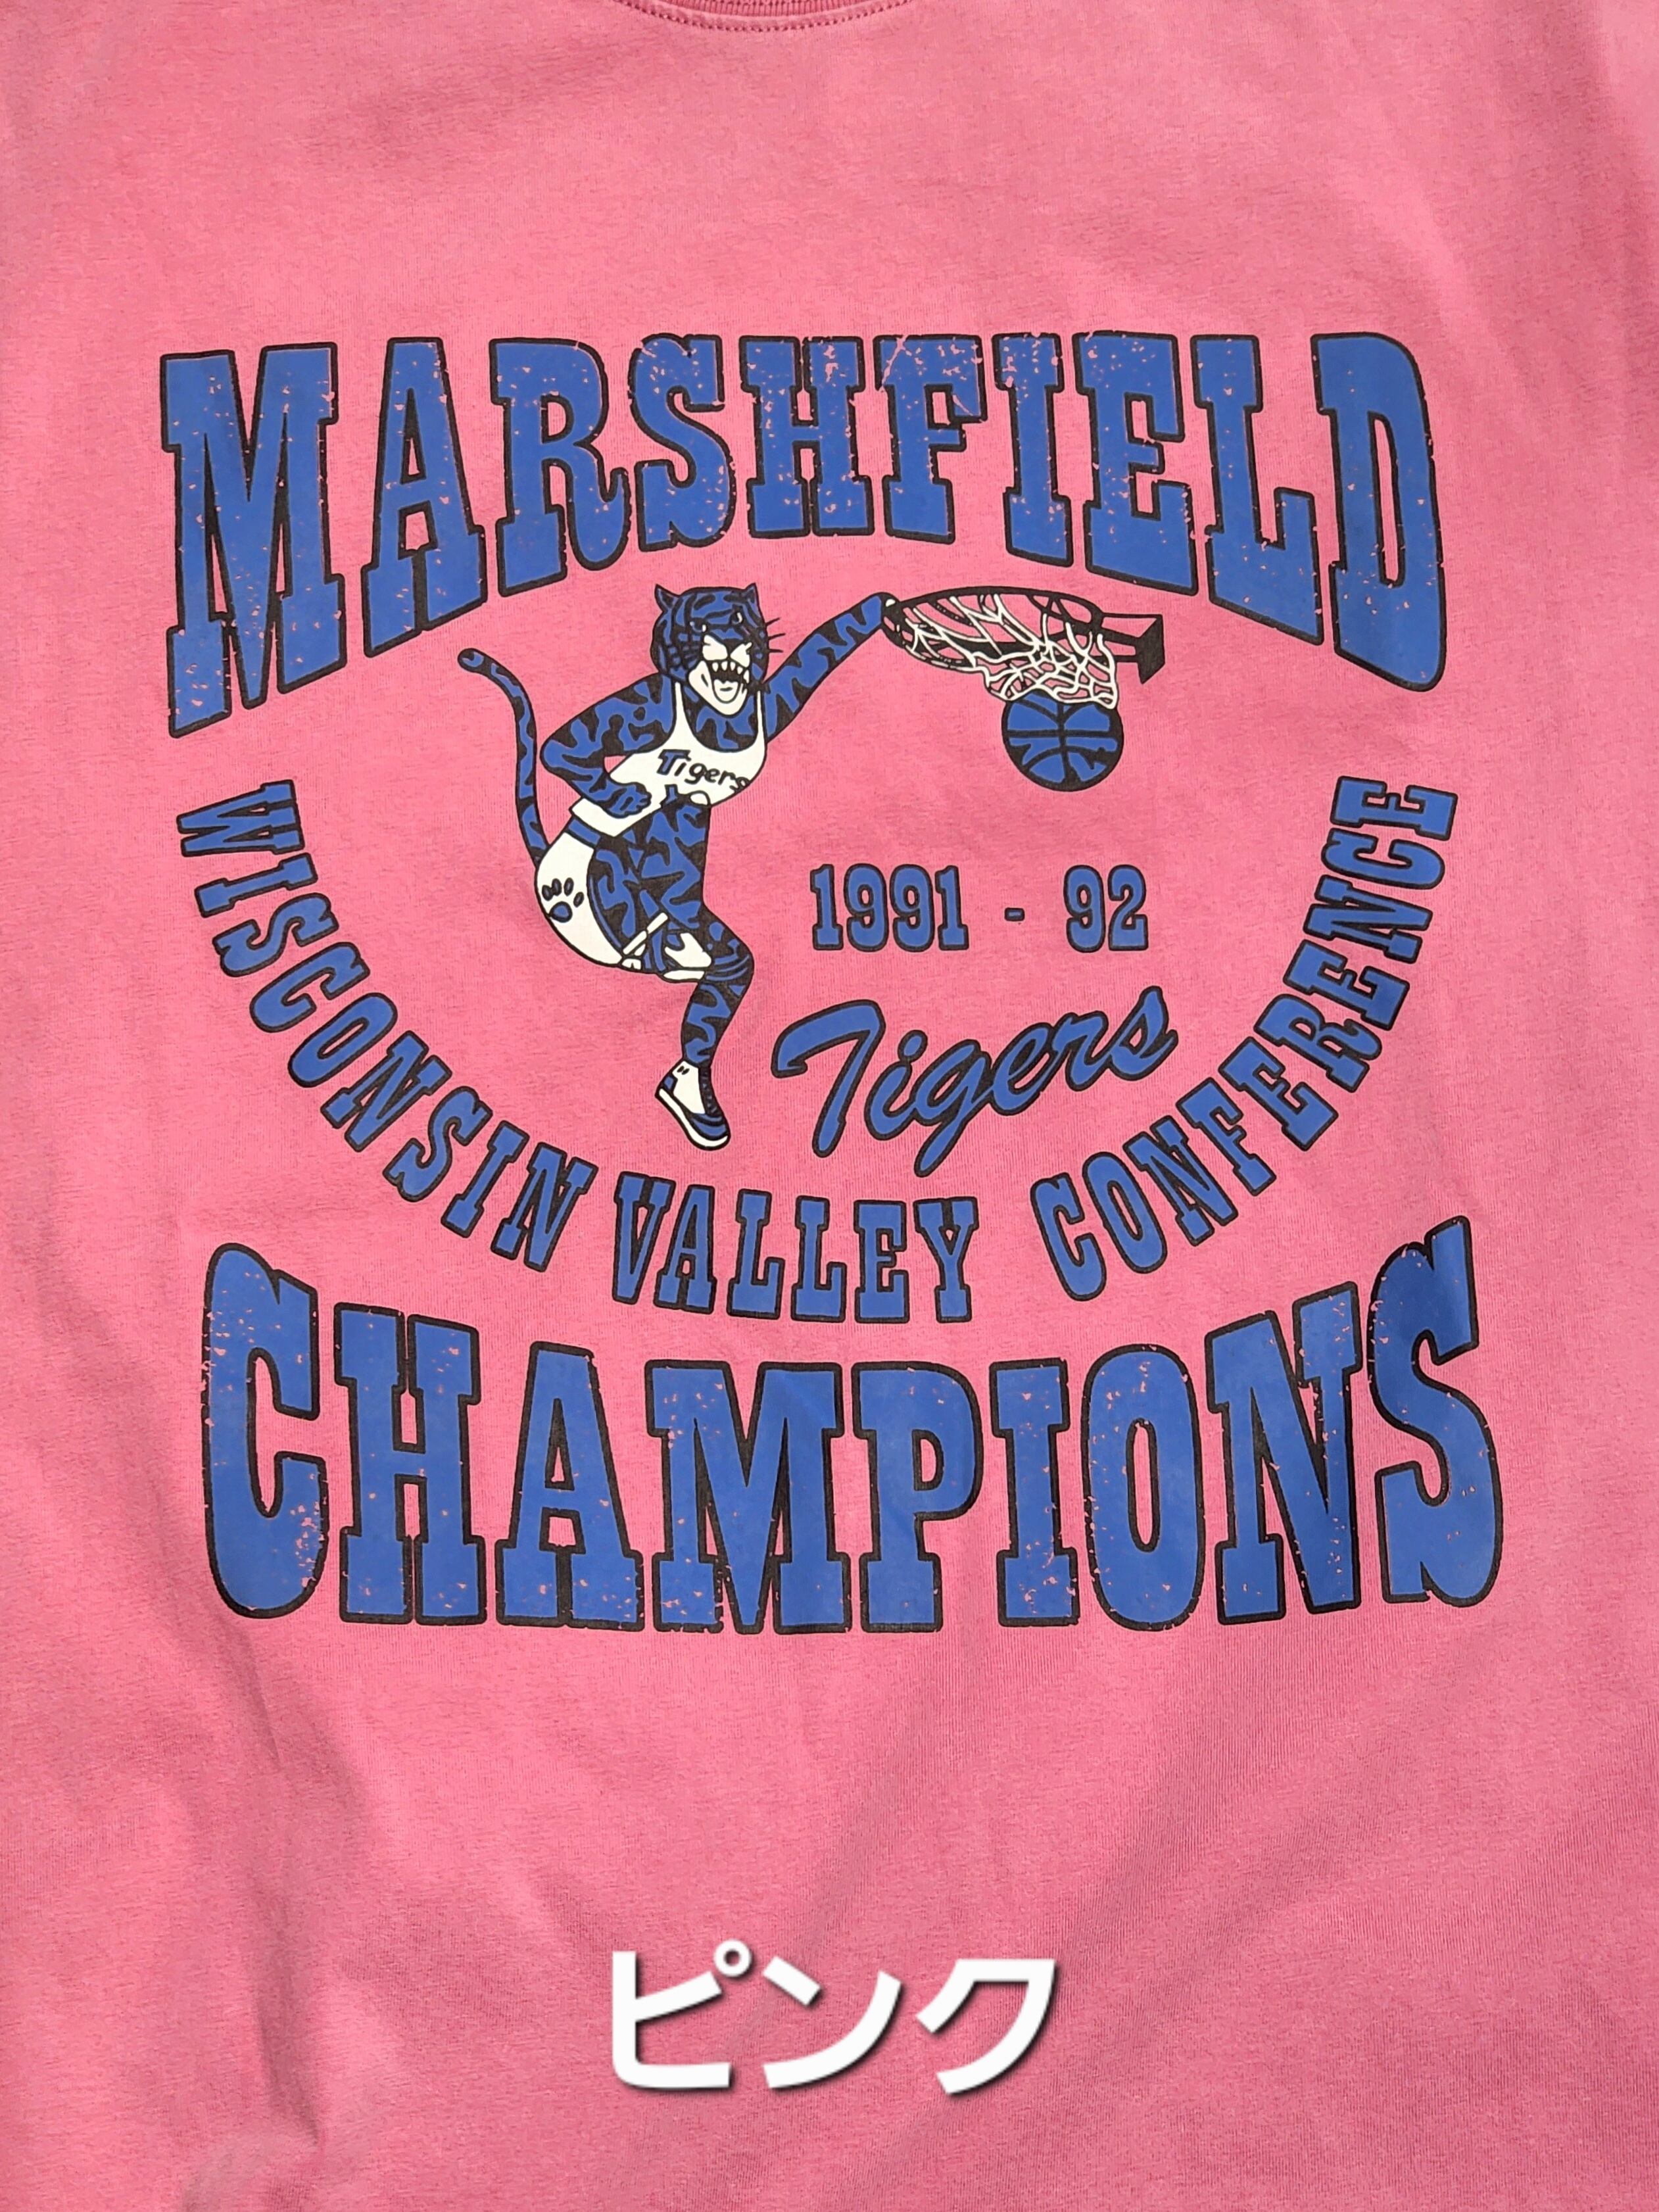 MARSHFIELD
Tigers
1991 - 92
Tigers
WISCONSIN VALLEY CONFERENCE
CHAMPIONS
ピンク